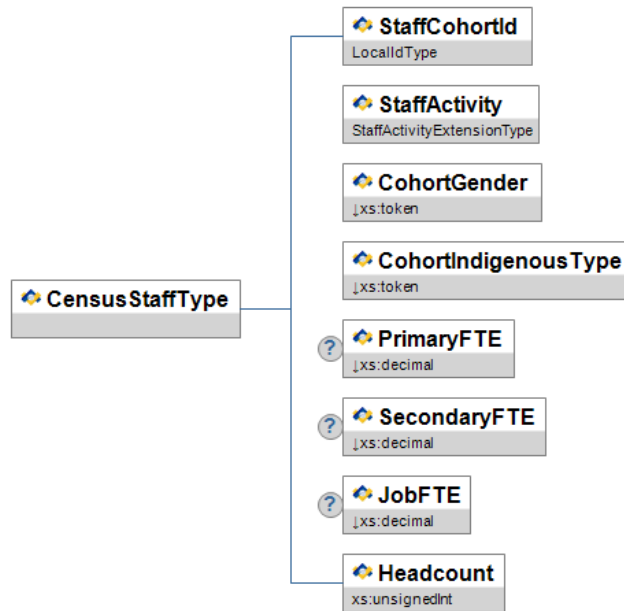 StaffCohortId
LocalIdType
StaffActivity
StaffActivityExtensionType
CohortGender
↓xs:token
CohortIndigenousType
↓xs:token
CensusStaffType
?
PrimaryFTE
↓xs:decimal
?
SecondaryFTE
↓xs:decimal
?
JobFTE
↓xs:decimal
Headcount
xs:unsignedInt